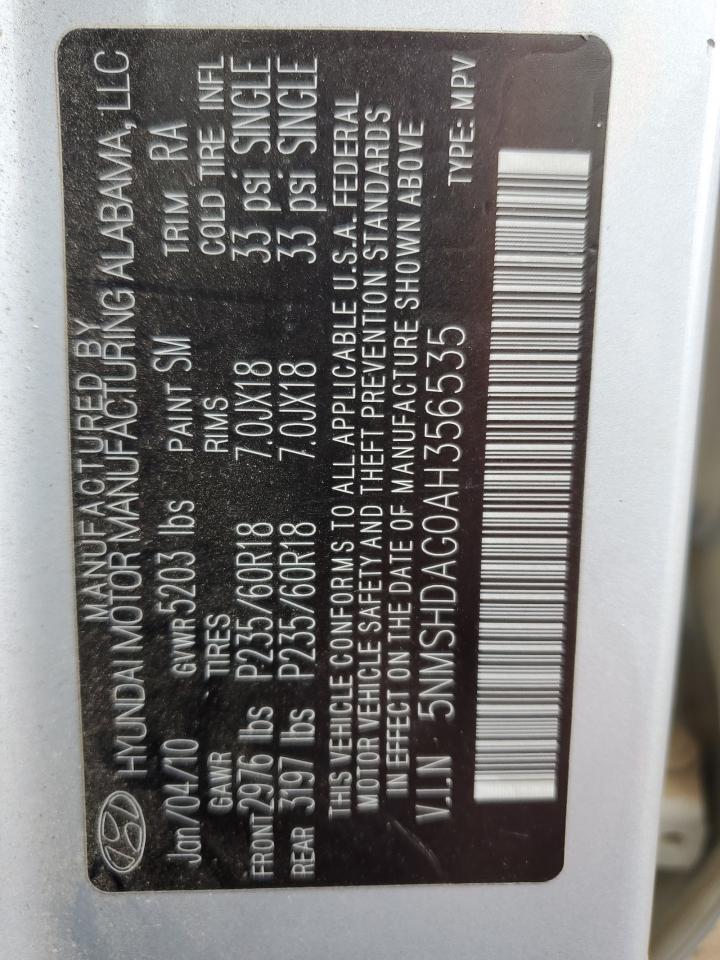 MANUFACTURED BY
HYUNDAI MOTOR MANUFACTURING ALABAMA, LLC
Jan/04/10 GVWR 5203 lbs PAINT SM TRIM RA
GAWR TIRES RIMS COLD TIRE INFL
FRONT 2976 lbs P235/60R18 7.0JX18 33 psi SINGLE
REAR 3197 lbs P235/60R18 7.0JX18 33 psi SINGLE
THIS VEHICLE CONFORMS TO ALL APPLICABLE U.S.A. FEDERAL
MOTOR VEHICLE SAFETY AND THEFT PREVENTION STANDARDS
IN EFFECT ON THE DATE OF MANUFACTURE SHOWN ABOVE
V.I.N 5NMSHDAG0AH356535 TYPE: MPV